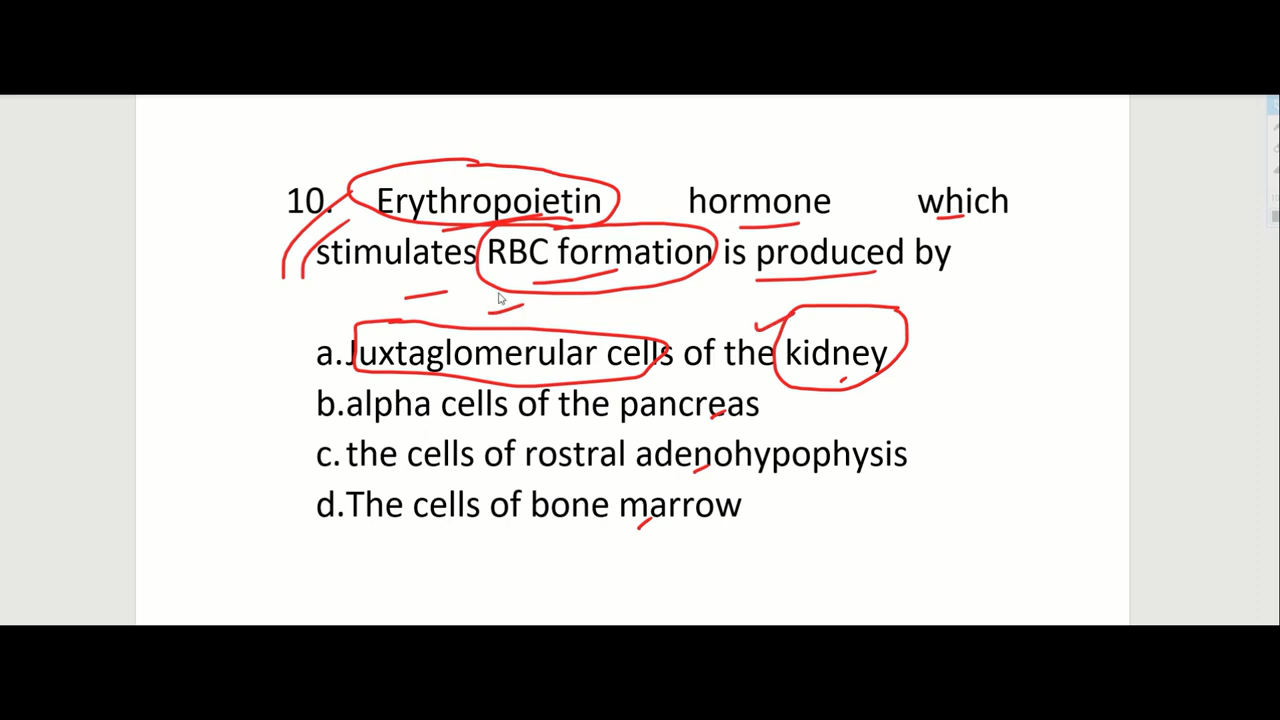 10. Erythropoietin hormone which
stimulates RBC formation is produced by
a. Juxtaglomerular cells of the kidney
b. alpha cells of the pancreas
c. the cells of rostral adenohypophysis
d. The cells of bone marrow